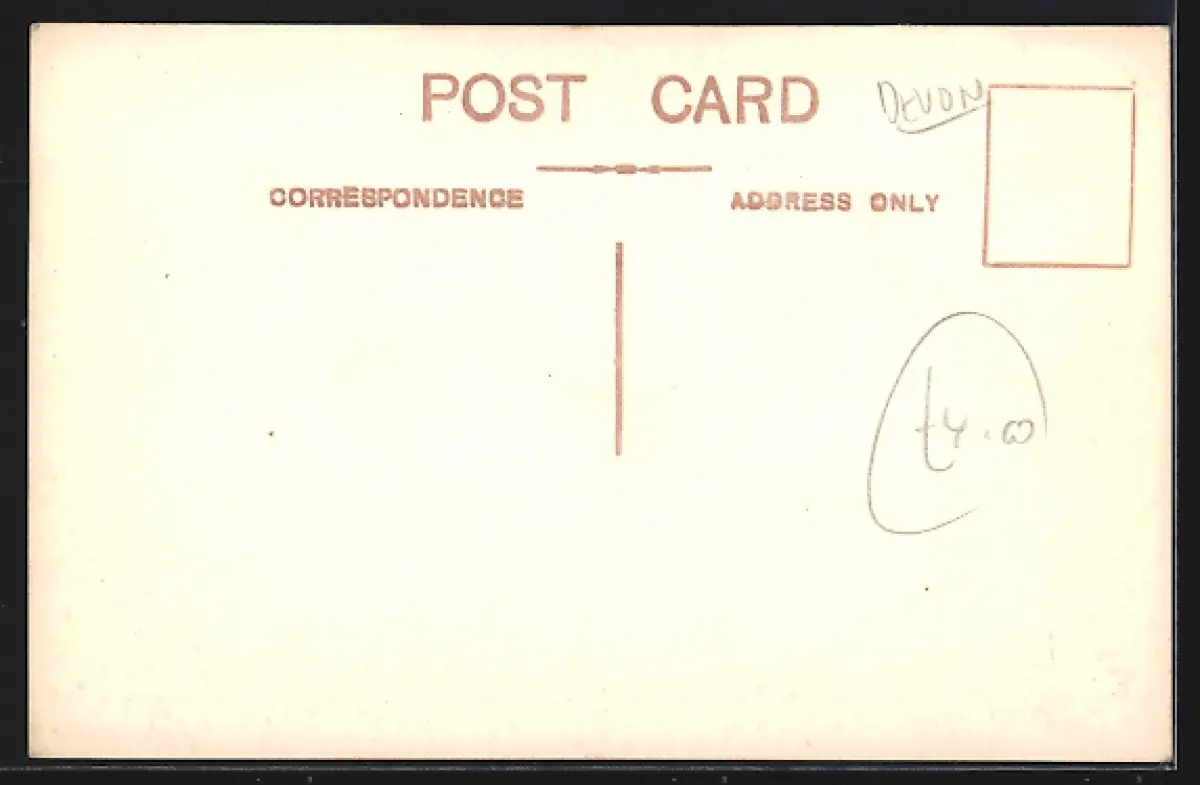 POST CARD
DEVON
CORRESPONDENCE
ADDRESS ONLY
£4.00